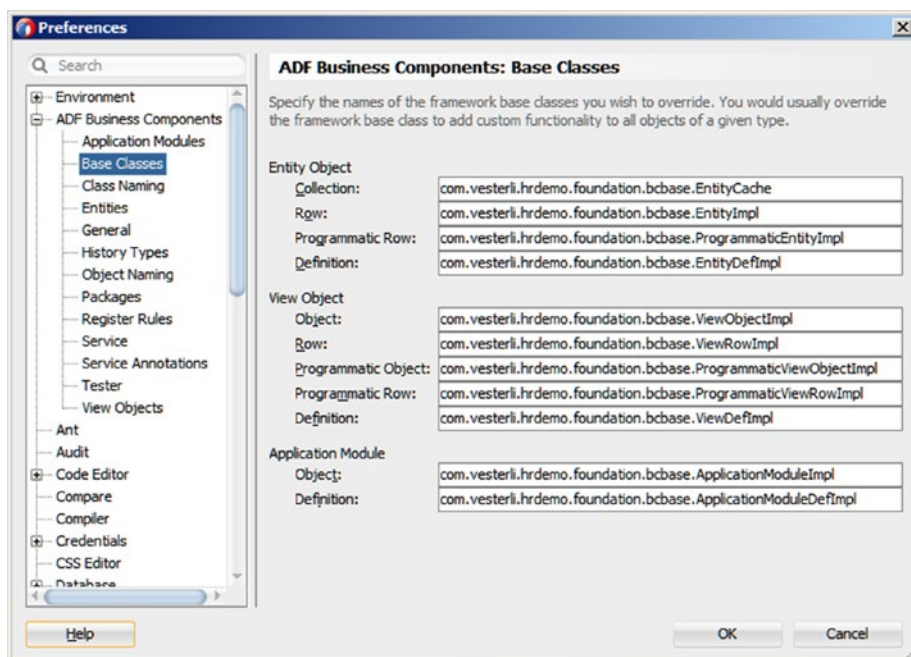 Preferences
Search
Environment
ADF Business Components
Application Modules
Base Classes
Class Naming
Entities
General
History Types
Object Naming
Packages
Register Rules
Service
Service Annotations
Tester
View Objects
Ant
Audit
Code Editor
Compare
Compiler
Credentials
CSS Editor
Database
ADF Business Components: Base Classes
Specify the names of the framework base classes you wish to override. You would usually override
the framework base class to add custom functionality to all objects of a given type.
Entity Object
Collection: com.vesterli.hrdemo.foundation.bcbase.EntityCache
Row: com.vesterli.hrdemo.foundation.bcbase.EntityImpl
Programmatic Row: com.vesterli.hrdemo.foundation.bcbase.ProgrammaticEntityImpl
Definition: com.vesterli.hrdemo.foundation.bcbase.EntityDefImpl
View Object
Object: com.vesterli.hrdemo.foundation.bcbase.ViewObjectImpl
Row: com.vesterli.hrdemo.foundation.bcbase.ViewRowImpl
Programmatic Object: com.vesterli.hrdemo.foundation.bcbase.ProgrammaticViewObjectImpl
Programmatic Row: com.vesterli.hrdemo.foundation.bcbase.ProgrammaticViewRowImpl
Definition: com.vesterli.hrdemo.foundation.bcbase.ViewDefImpl
Application Module
Object: com.vesterli.hrdemo.foundation.bcbase.ApplicationModuleImpl
Definition: com.vesterli.hrdemo.foundation.bcbase.ApplicationModuleDefImpl
Help
OK
Cancel